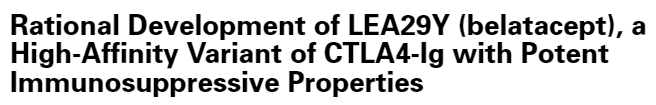 Rational Development of LEA29Y (belatacept), a
High-Affinity Variant of CTLA4-Ig with Potent
Immunosuppressive Properties